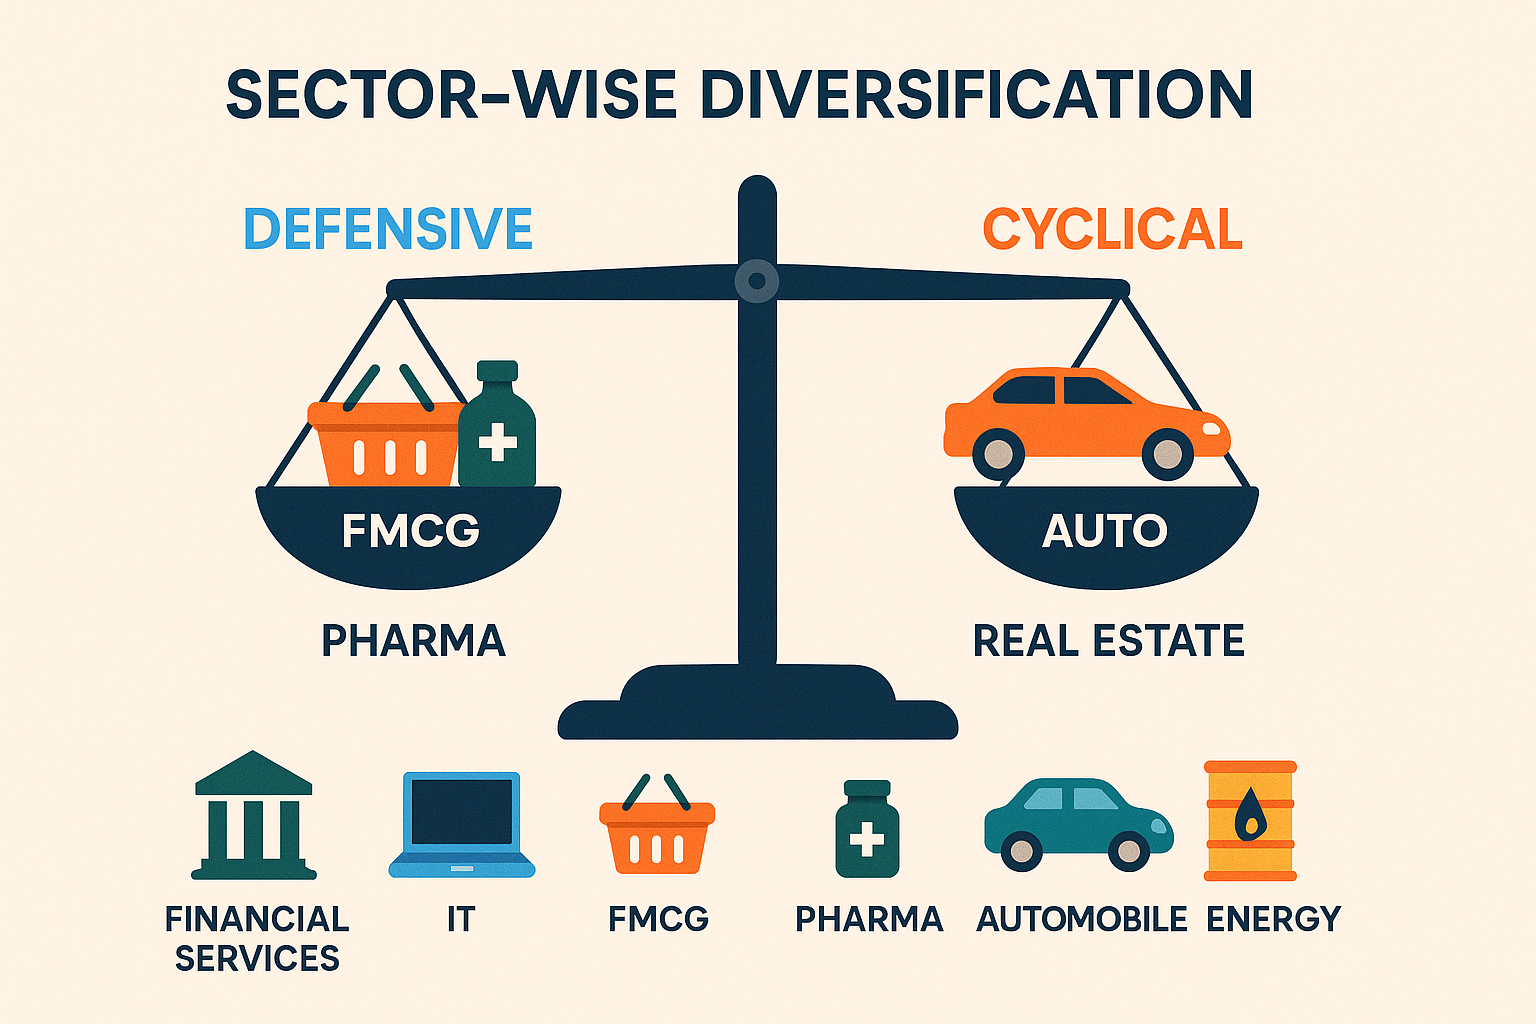 SECTOR-WISE DIVERSIFICATION
DEFENSIVE
CYCLICAL
FMCG
AUTO
PHARMA
REAL ESTATE
FINANCIAL
SERVICES
IT
FMCG
PHARMA
AUTOMOBILE
ENERGY